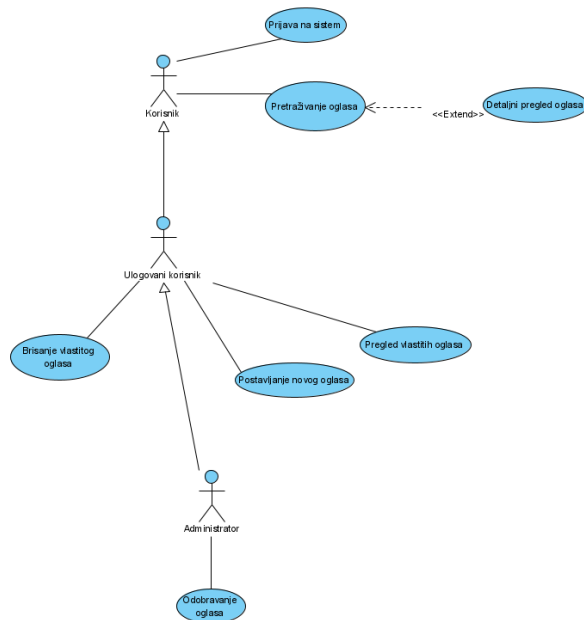 Prijava na sistem
Korisnik
Pretraživanje oglasa
<<Extend>>
Detaljni pregled oglasa
Ulogovani korisnik
Brisanje vlastitog
oglasa
Pregled vlastitih oglasa
Postavljanje novog oglasa
Administrator
Odobravanje
oglasa